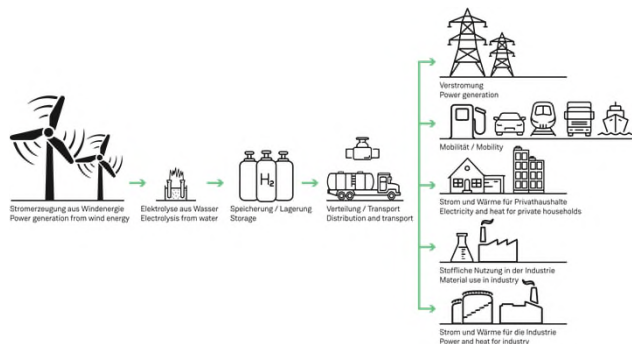 Verstromung
Power generation
Mobilität / Mobility
H₂
Stromerzeugung aus Windenergie
Power generation from wind energy
Elektrolyse aus Wasser
Electrolysis from water
Speicherung / Lagerung
Storage
Verteilung / Transport
Distribution and transport
Strom und Wärme für Privathaushalte
Electricity and heat for private households
Stoffliche Nutzung in der Industrie
Material use in industry
Strom und Wärme für die Industrie
Power and heat for industry